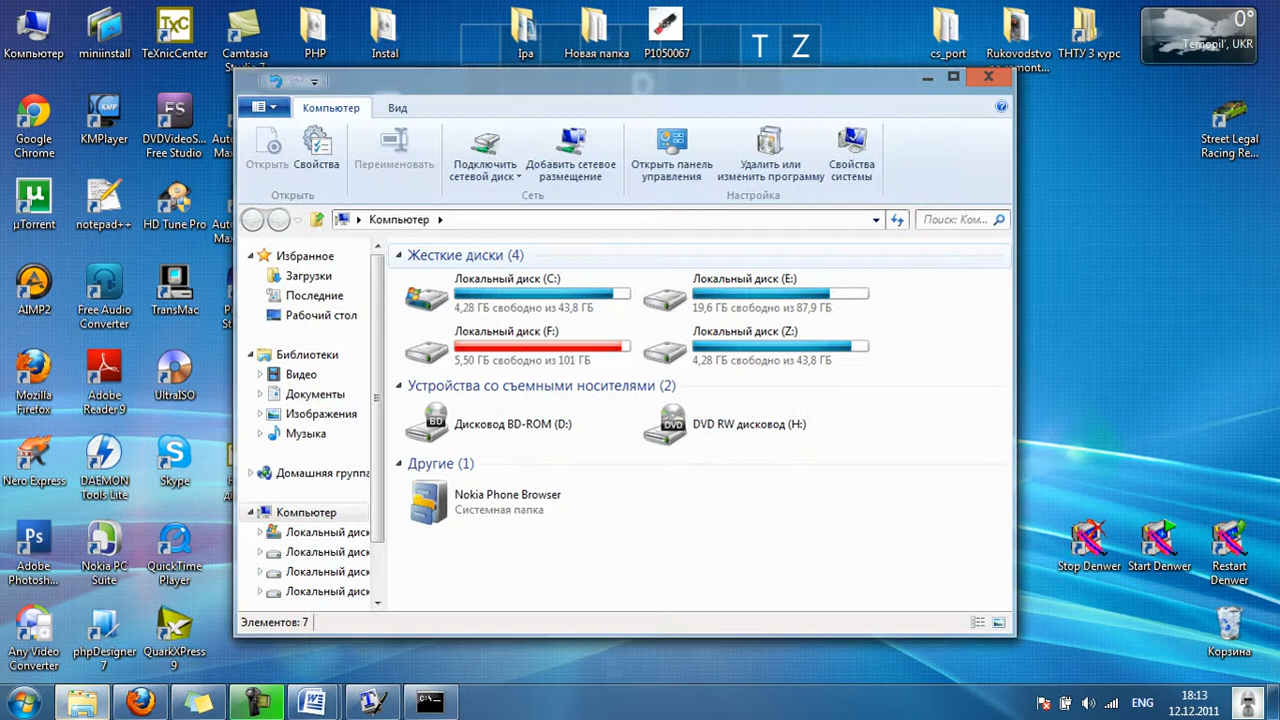 Компьютер
miniinstall
TeXnicCenter
Camtasia
PHP
Instal
Ipa
Новая папка
P1050067
T Z
cs_port
Rukovodstvo
ТНТУ 3 курс
0°
Ternopil', UKR
Google
Chrome
KMPlayer
DVDVideoS...
Free Studio
Street Legal
Racing Re...
µTorrent
notepad++
HD Tune Pro
AIMP2
Free Audio
Converter
TransMac
Mozilla
Firefox
Adobe
Reader 9
UltraISO
Nero Express
DAEMON
Tools Lite
Skype
Adobe
Photosh...
Nokia PC
Suite
QuickTime
Player
Any Video
Converter
phpDesigner
7
QuarkXPress
9
Компьютер
Вид
Открыть
Свойства
Переименовать
Подключить
сетевой диск
Добавить сетевое
размещение
Открыть панель
управления
Удалить или
изменить программу
Свойства
системы
Открыть
Сеть
Настройка
Компьютер
Поиск: Ком...
Избранное
Загрузки
Последние
Рабочий стол
Библиотеки
Видео
Документы
Изображения
Музыка
Домашняя группа
Компьютер
Локальный диск
Локальный диск
Локальный диск
Локальный диск
Жесткие диски (4)
Локальный диск (C:)
4,28 ГБ свободно из 43,8 ГБ
Локальный диск (E:)
19,6 ГБ свободно из 87,9 ГБ
Локальный диск (F:)
5,50 ГБ свободно из 101 ГБ
Локальный диск (Z:)
4,28 ГБ свободно из 43,8 ГБ
Устройства со съемными носителями (2)
BD
Дисковод BD-ROM (D:)
DVD
DVD RW дисковод (H:)
Другие (1)
Nokia Phone Browser
Системная папка
Элементов: 7
Stop Denwer
Start Denwer
Restart
Denwer
Корзина
ENG
18:13
12.12.2011